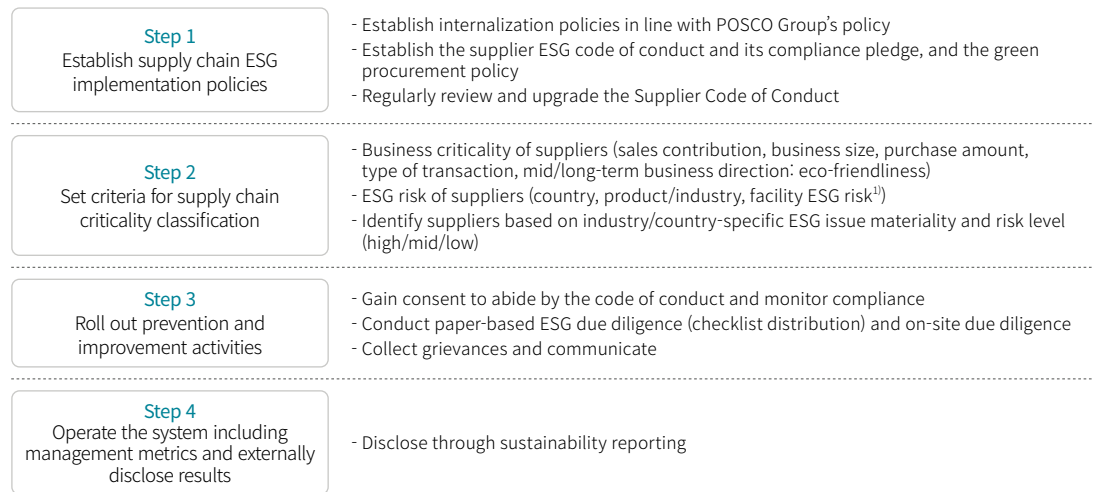 Step 1
Establish supply chain ESG
implementation policies
- Establish internalization policies in line with POSCO Group’s policy
- Establish the supplier ESG code of conduct and its compliance pledge, and the green
procurement policy
- Regularly review and upgrade the Supplier Code of Conduct
Step 2
Set criteria for supply chain
criticality classification
- Business criticality of suppliers (sales contribution, business size, purchase amount,
type of transaction, mid/long-term business direction: eco-friendliness)
- ESG risk of suppliers (country, product/industry, facility ESG risk¹⁾)
- Identify suppliers based on industry/country-specific ESG issue materiality and risk level
(high/mid/low)
Step 3
Roll out prevention and
improvement activities
- Gain consent to abide by the code of conduct and monitor compliance
- Conduct paper-based ESG due diligence (checklist distribution) and on-site due diligence
- Collect grievances and communicate
Step 4
Operate the system including
management metrics and externally
disclose results
- Disclose through sustainability reporting